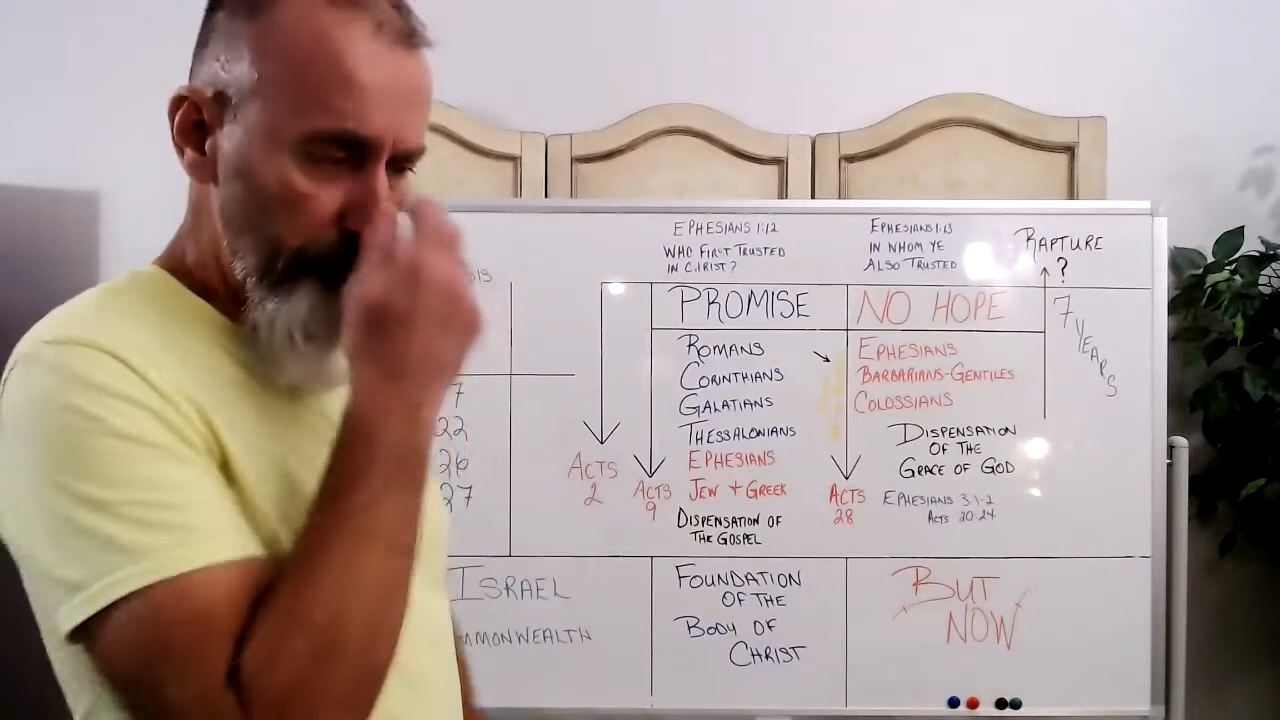 EPHESIANS 1:12
WHO FIRST TRUSTED
IN CHRIST?
EPHESIANS 1:13
IN WHOM YE
ALSO TRUSTED
RAPTURE
?
PROMISE
NO HOPE
7 YEARS
ROMANS
CORINTHIANS
GALATIANS
THESSALONIANS
EPHESIANS
JEW + GREEK
DISPENSATION OF
THE GOSPEL
EPHESIANS
BARBARIANS-GENTILES
COLOSSIANS
DISPENSATION
OF THE
GRACE OF GOD
EPHESIANS 3:1-2
ACTS 20:24
7
22
26
27
ACTS
2
ACTS
9
ACTS
28
ISRAEL
MMONWEALTH
FOUNDATION
OF THE
BODY OF
CHRIST
BUT
NOW